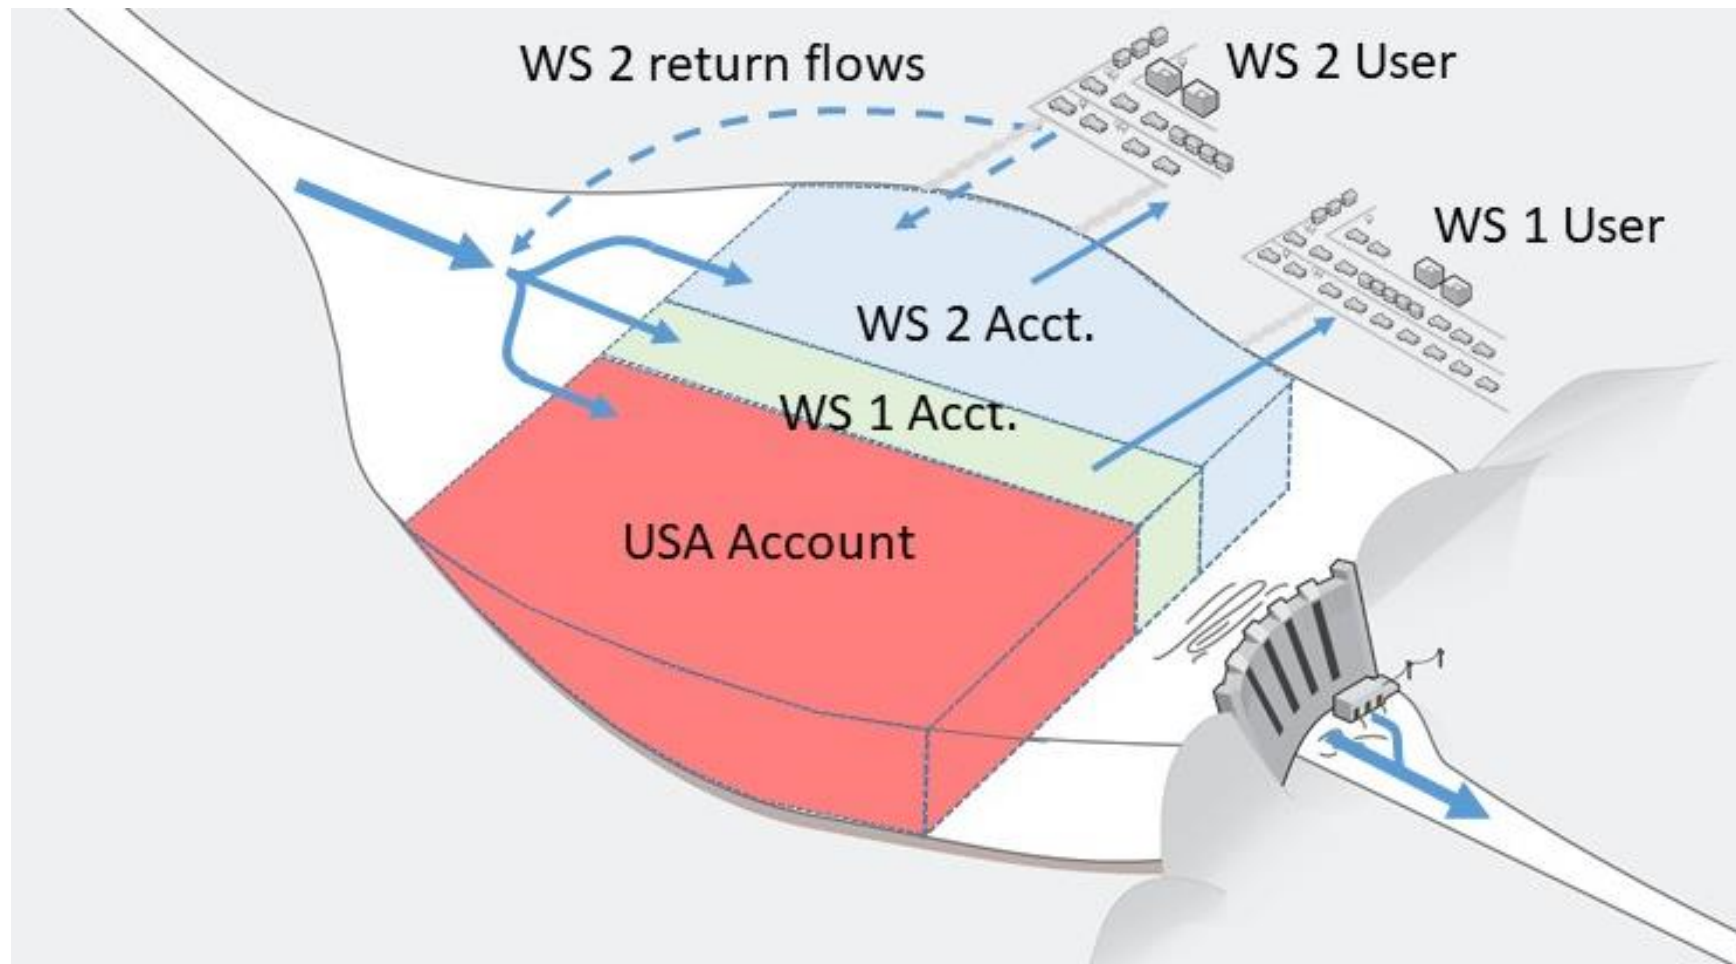 WS 2 return flows
WS 2 User
WS 1 User
WS 2 Acct.
WS 1 Acct.
USA Account